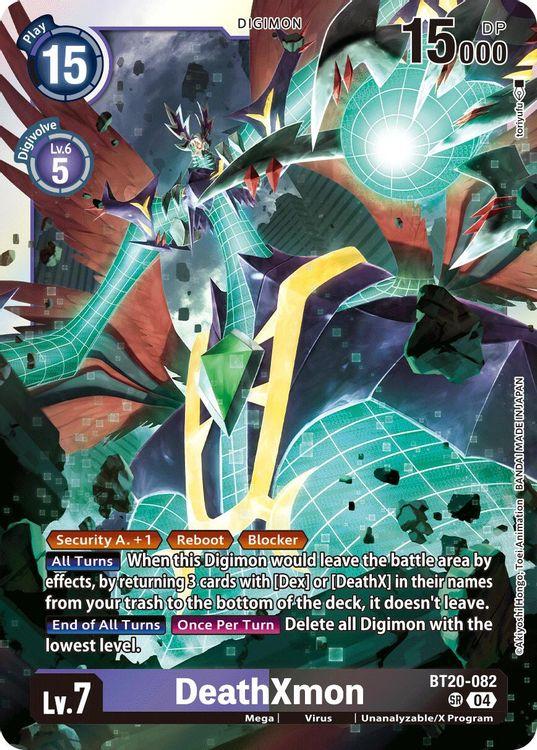 DIGIMON
Play
15
DP
15000
Digivolve
Lv.6
5
toriyufu
Security A. +1
Reboot
Blocker
All Turns When this Digimon would leave the battle area by
effects, by returning 3 cards with [Dex] or [DeathX] in their names
from your trash to the bottom of the deck, it doesn't leave.
End of All Turns Once Per Turn Delete all Digimon with the
lowest level.
©Akiyoshi Hongo, Toei Animation BANDAI MADE IN JAPAN
Lv.7
DeathXmon
BT20-082
SR 04
Mega | Virus | Unanalyzable/X Program